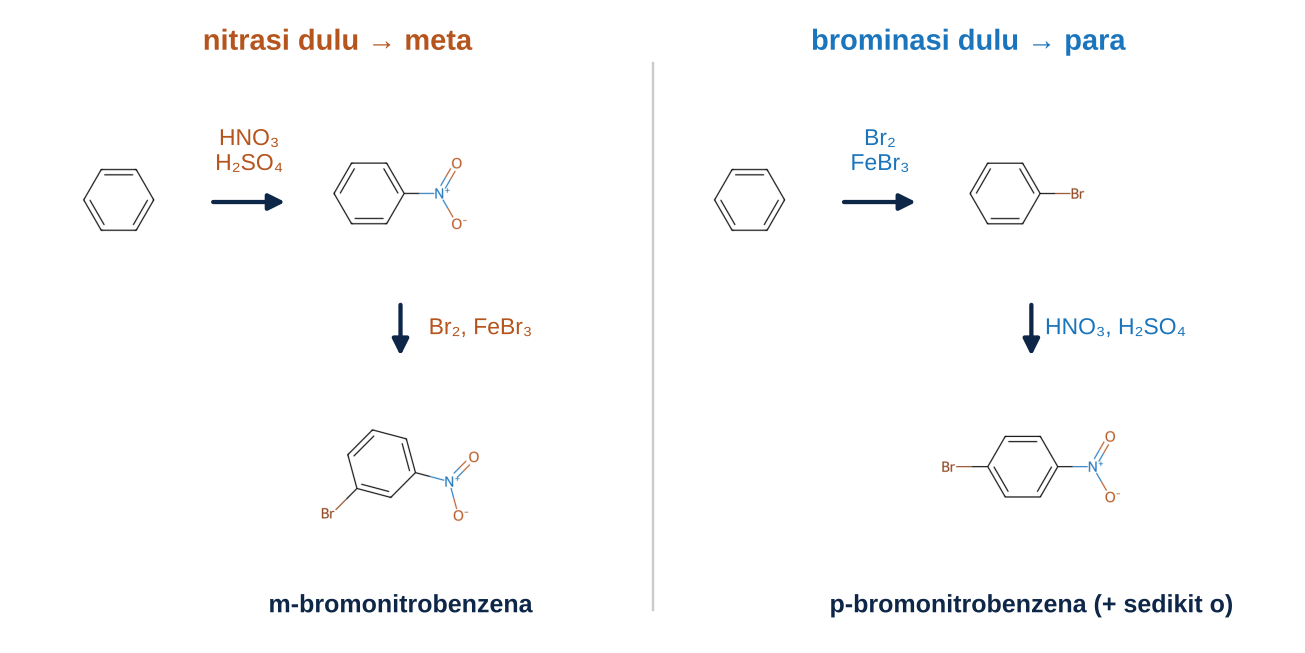 nitrasi dulu → meta
HNO₃
H₂SO₄
O
N⁺
O⁻
Br₂, FeBr₃
O
N⁺
Br
O⁻
m-bromonitrobenzena
brominasi dulu → para
Br₂
FeBr₃
Br
HNO₃, H₂SO₄
O
Br
N⁺
O⁻
p-bromonitrobenzena (+ sedikit o)